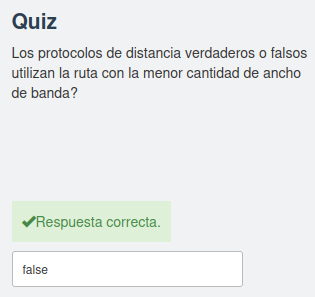 Quiz
Los protocolos de distancia verdaderos o falsos
utilizan la ruta con la menor cantidad de ancho
de banda?
✔Respuesta correcta.
false